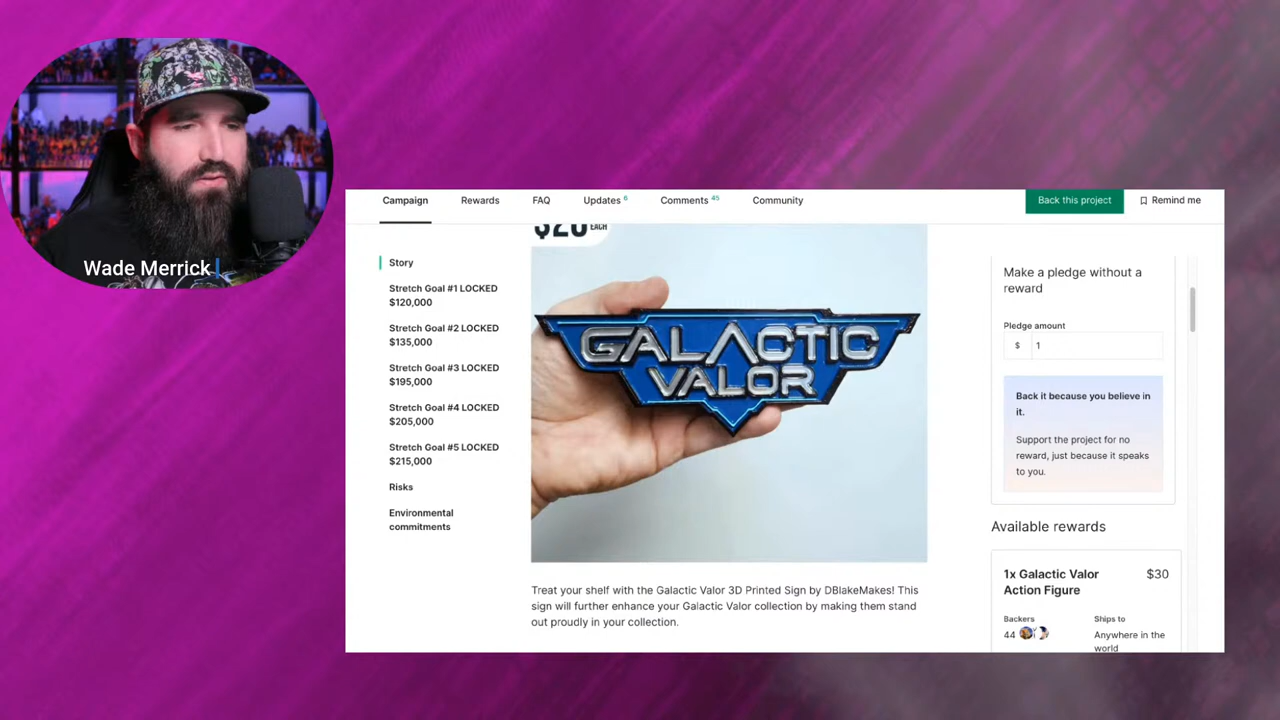 Wade Merrick
Campaign
Rewards
FAQ
Updates 6
Comments 45
Community
Back this project
Remind me
Story
Stretch Goal #1 LOCKED
$120,000
Stretch Goal #2 LOCKED
$135,000
Stretch Goal #3 LOCKED
$195,000
Stretch Goal #4 LOCKED
$205,000
Stretch Goal #5 LOCKED
$215,000
Risks
Environmental
commitments
$20 EACH
GALACTIC
VALOR
Treat your shelf with the Galactic Valor 3D Printed Sign by DBlakeMakes! This
sign will further enhance your Galactic Valor collection by making them stand
out proudly in your collection.
Make a pledge without a
reward
Pledge amount
$ 1
Back it because you believe in
it.
Support the project for no
reward, just because it speaks
to you.
Available rewards
1x Galactic Valor $30
Action Figure
Backers
44
Ships to
Anywhere in the
world